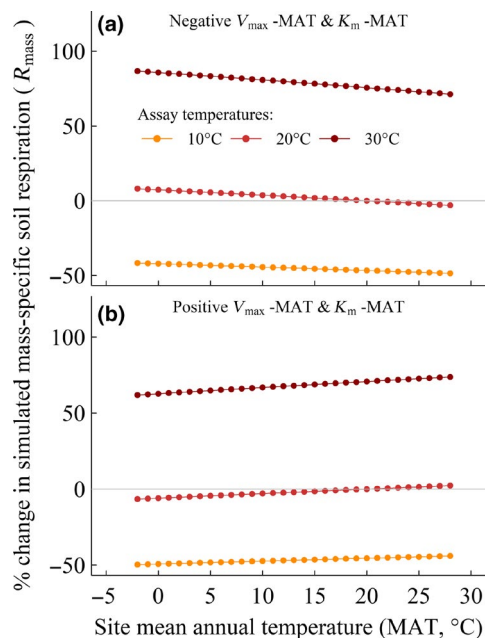 % change in simulated mass-specific soil respiration ( Rmass)
(a) Negative Vmax -MAT & Km -MAT
100
50
0
−50
Assay temperatures:
10°C 20°C 30°C
(b) Positive Vmax -MAT & Km -MAT
100
50
0
−50
−5 0 5 10 15 20 25 30
Site mean annual temperature (MAT, °C)